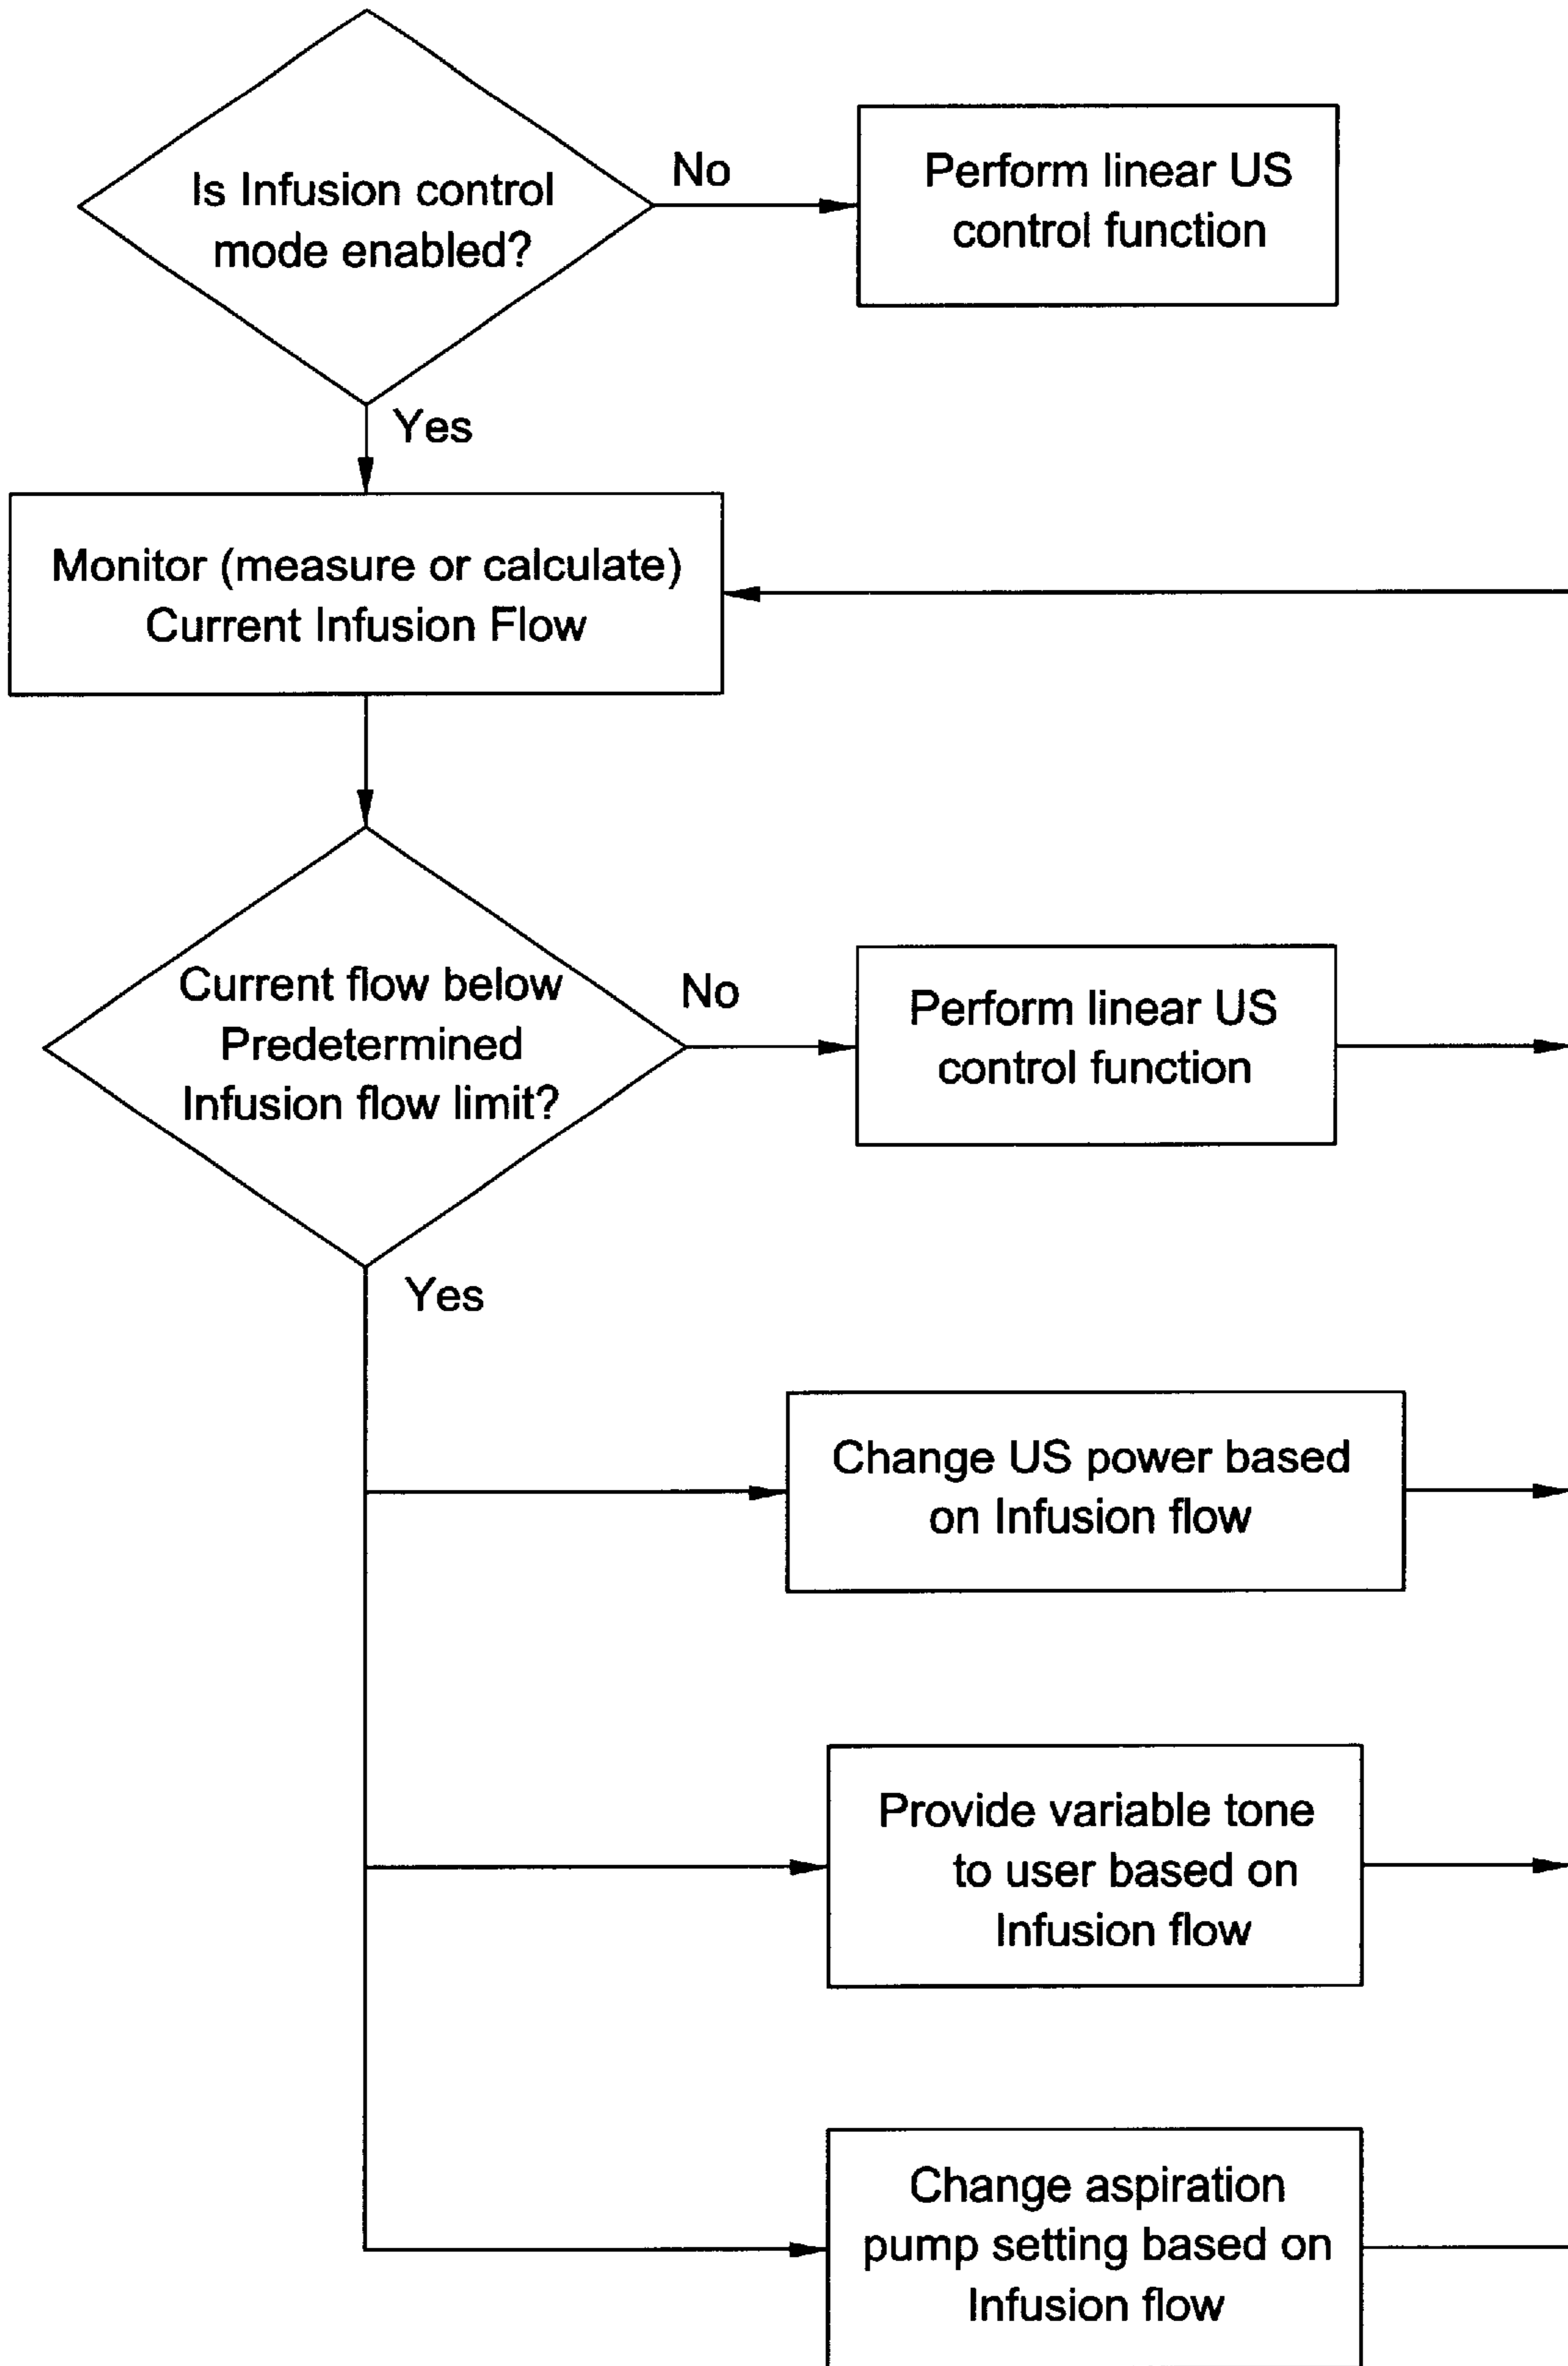 Is Infusion control
mode enabled?
No
Perform linear US
control function
Yes
Monitor (measure or calculate)
Current Infusion Flow
Current flow below
Predetermined
Infusion flow limit?
No
Perform linear US
control function
Yes
Change US power based
on Infusion flow
Provide variable tone
to user based on
Infusion flow
Change aspiration
pump setting based on
Infusion flow